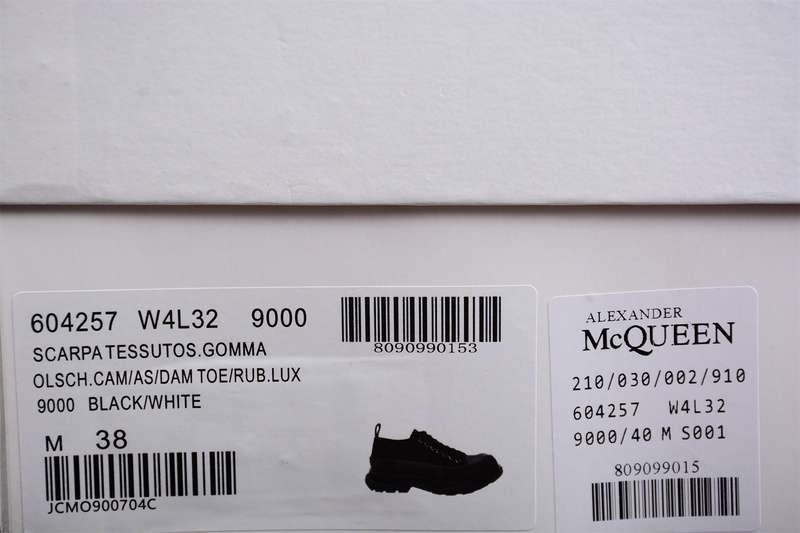 604257 W4L32 9000
8090990153
SCARPA TESSUTOS.GOMMA
OLSCH.CAM/AS/DAM TOE/RUB.LUX
9000 BLACK/WHITE
M 38
JCMO900704C
ALEXANDER
McQUEEN
210/030/002/910
604257 W4L32
9000/40 M S001
809099015